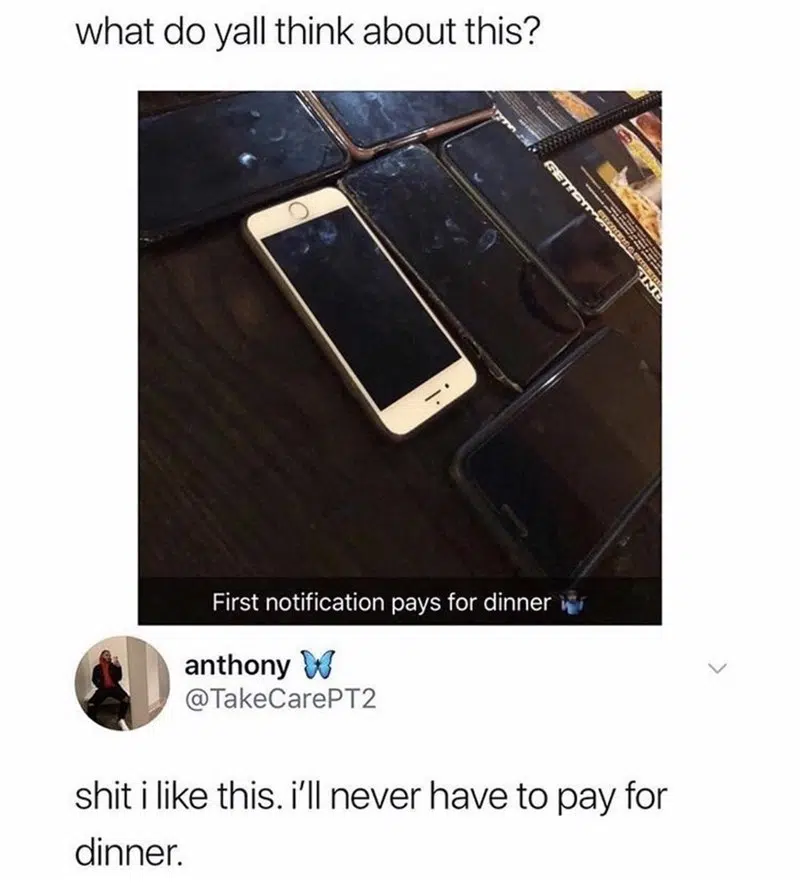 what do yall think about this?
First notification pays for dinner 🤷🏿‍♂️
anthony 🦋
@TakeCarePT2
shit i like this. i'll never have to pay for
dinner.